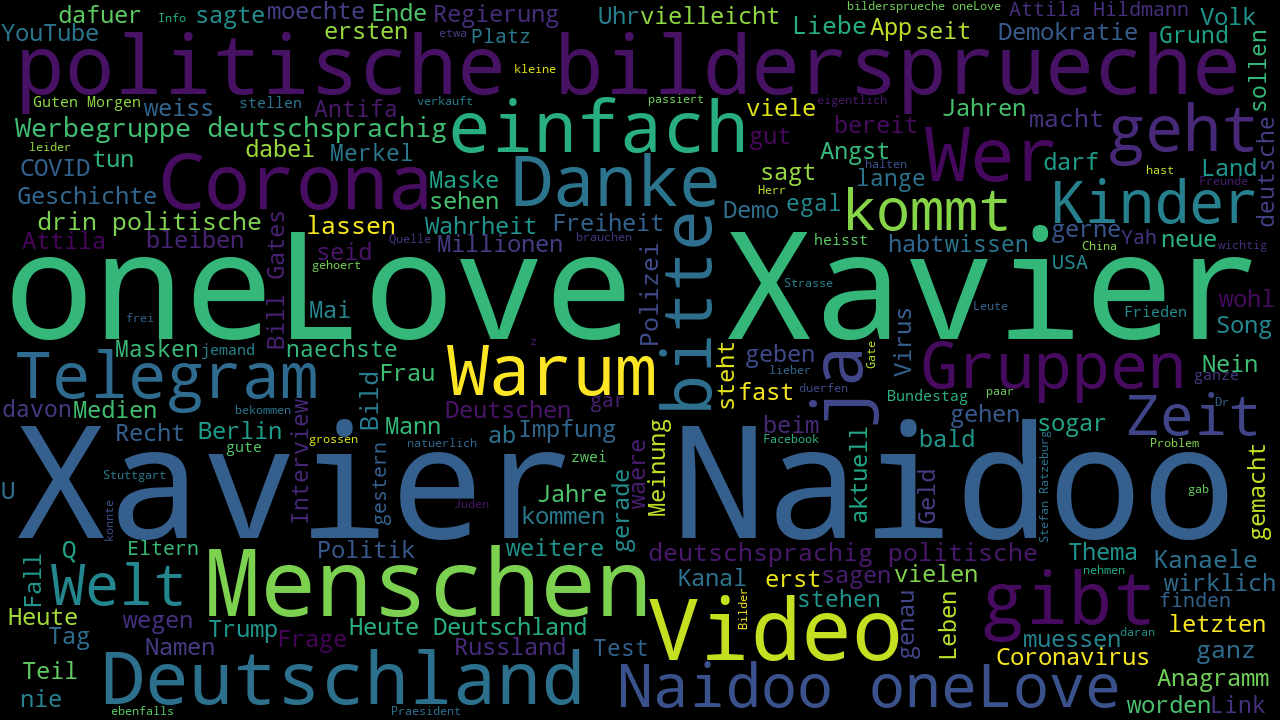 dafuer Info sagte moechte Ende Regierung Uhr vielleicht bildersprueche oneLove Attila Hildmann Volk
YouTube ersten etwa Platz Liebe App seit Demokratie Grund
politische bildersprueche sollen
kleine
Guten Morgen weiss stellen Antifa verkauft passiert viele eigentlich Jahren macht geht
Werbegruppe deutschsprachig einfach gut bereit deutsche
leider dabei Merkel Angst Wer darf Land
COVID tun Corona Maske Danke sagt halten lange hast
Geschichte sehen Herr Kinder Freunde
drin politische lassen Wahrheit Freiheit Demo egal kommt gerne
Attila bleiben Bill Gates seid Quelle Millionen brauchen bitte heisst habt wissen Yah China neue wichtig
oneLove Xavier
gehoert Polizei Strasse USA
frei Mai Virus Leute Frieden wohl Song
Masken jemand naechste z steht geben Gate
Telegram Frau Warum fast lieber ja Gruppen Nein ganze
davon Medien bekommen Bild Deutschen gar duerfen Bundestag paar Zeit Dr
Recht Berlin Interview Mann ab Impfung Meinung beim gehen sogar
gute grossen natuerlich Facebook aktuell bald Problem
Xavier Naidoo
U Stuttgart gestern zwei waere Geld Stefan Ratzeburg gab gemacht
konnte Juden Jahre gerade
kommen
Q Eltern Politik weitere deutschsprachig politische Thema Kanaele
Fall Welt Menschen Kanal erst sagen vielen nehmen wirklich
Heute wegen Bilder stehen genau Leben gibt finden
Tag Trump Heute Deutschland Video muessen daran letzten
Namen Frage Russland Test Coronavirus ganz
Teil Deutschland Anagramm
nie Naidoo oneLove worden Link
ebenfalls Praesident